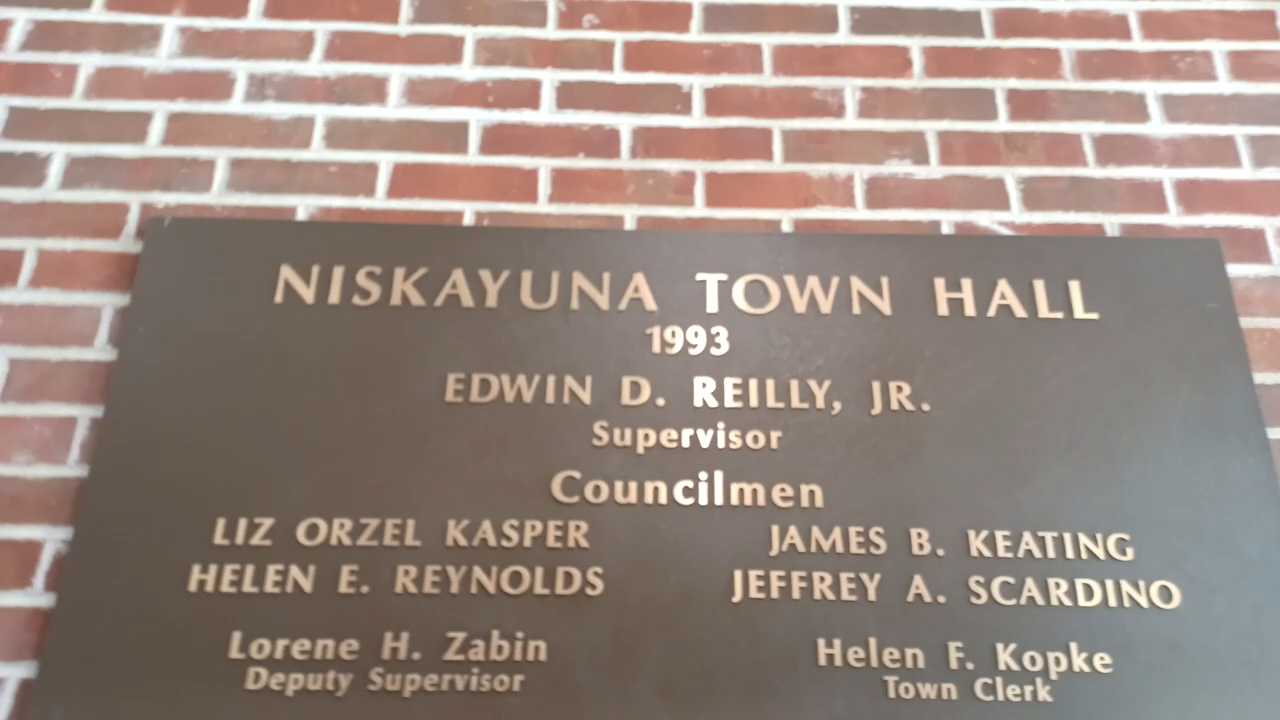 NISKAYUNA TOWN HALL
1993
EDWIN D. REILLY, JR.
Supervisor
Councilmen
LIZ ORZEL KASPER JAMES B. KEATING
HELEN E. REYNOLDS JEFFREY A. SCARDINO
Lorene H. Zabin Helen F. Kopke
Deputy Supervisor Town Clerk